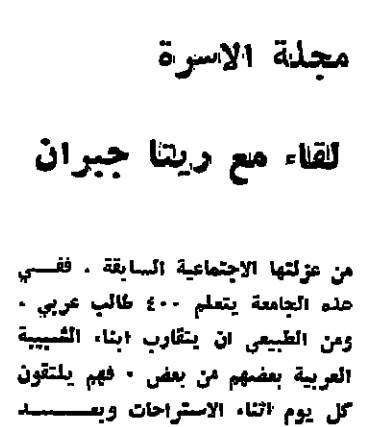 مجلة الاسرة
لقاء مع ريتا جبران
من عزلتها الاجتماعية السابقة . ففي
هذه الجامعة يتعلم ٤٠٠ طالب عربي .
ومن الطبيعي ان يتقارب ابناء الشبيبة
العربية بعضهم من بعض . فهم يلتقون
كل يوم اثناء الاستراحات وبعد